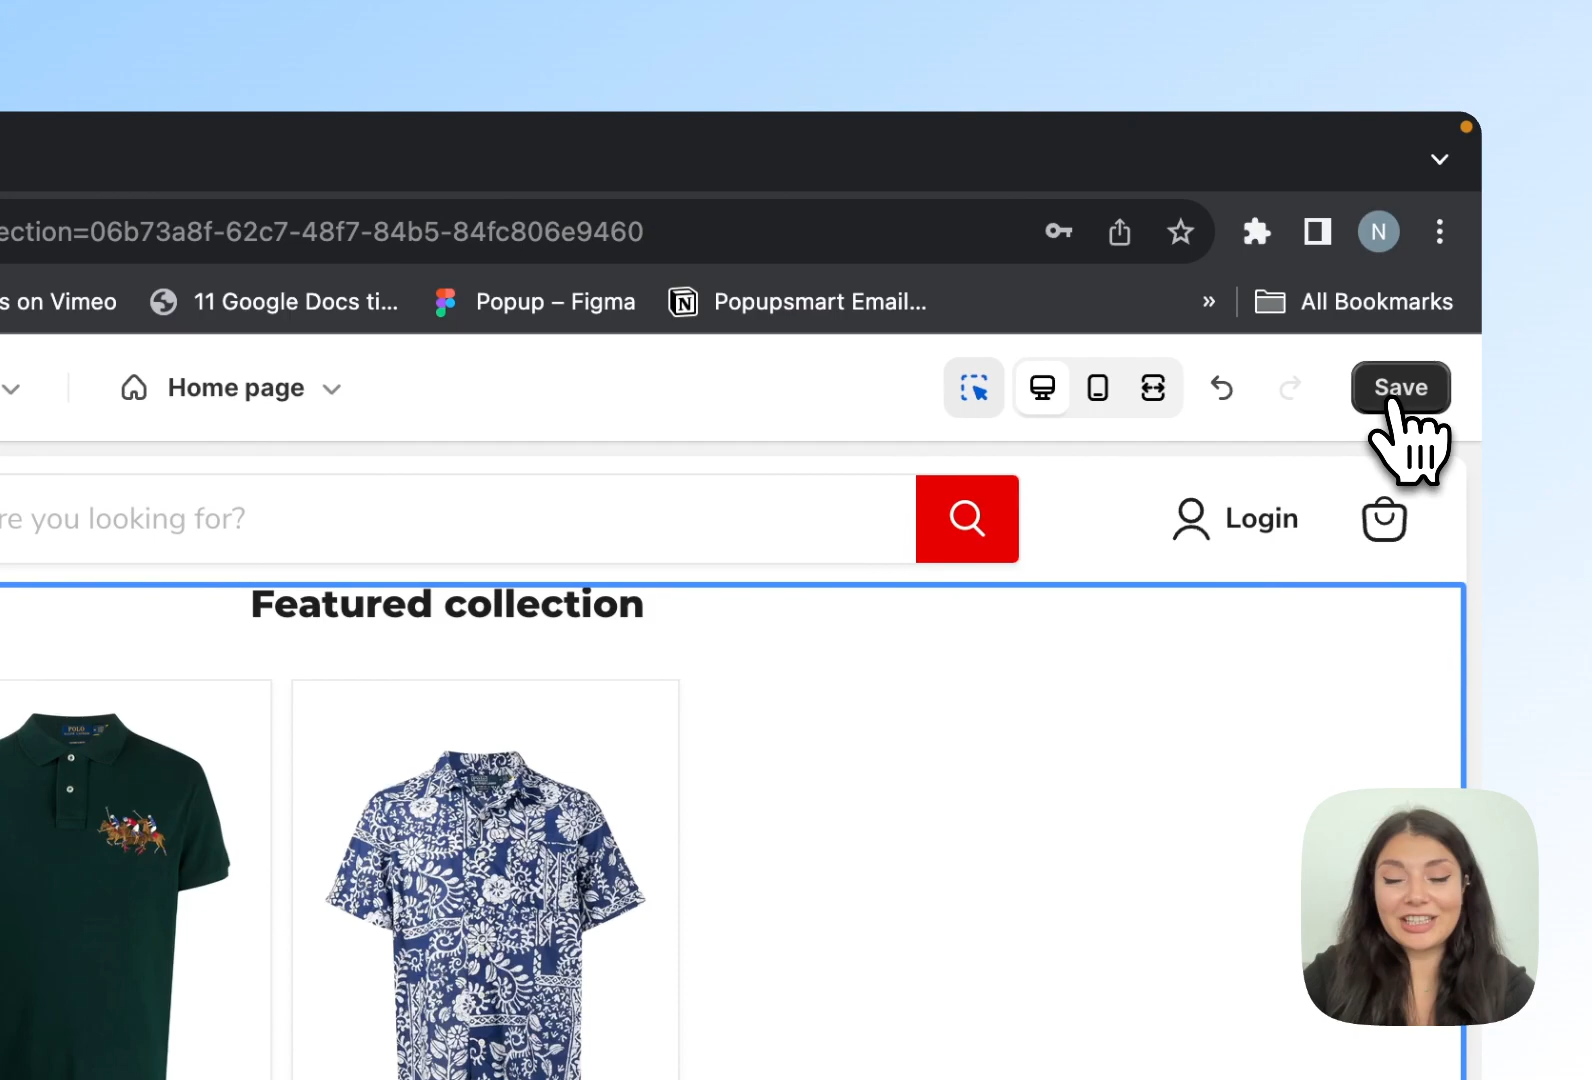 ection=06b73a8f-62c7-48f7-84b5-84fc806e9460
N
s on Vimeo
11 Google Docs ti...
Popup – Figma
Popupsmart Email...
»
All Bookmarks
Home page
Save
re you looking for?
Login
Featured collection
POLO